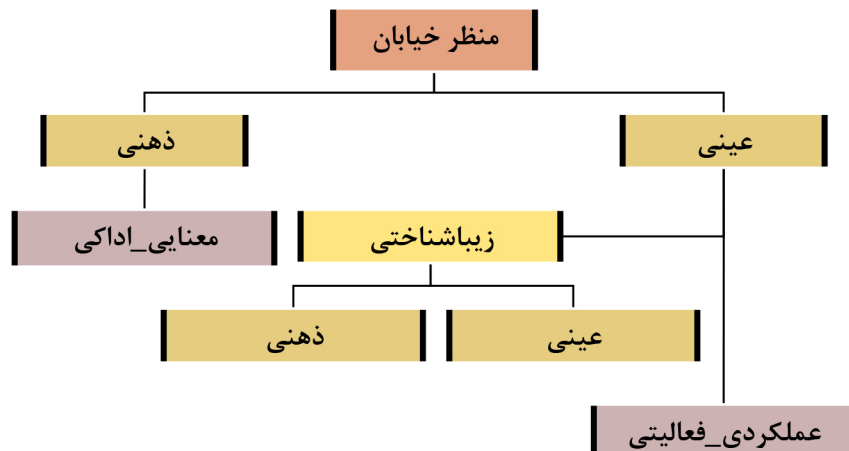 منظر خیابان
عینی
ذهنی
زیباشناختی
معنایی_اداکی
عینی
ذهنی
عملکردی_فعالیتی